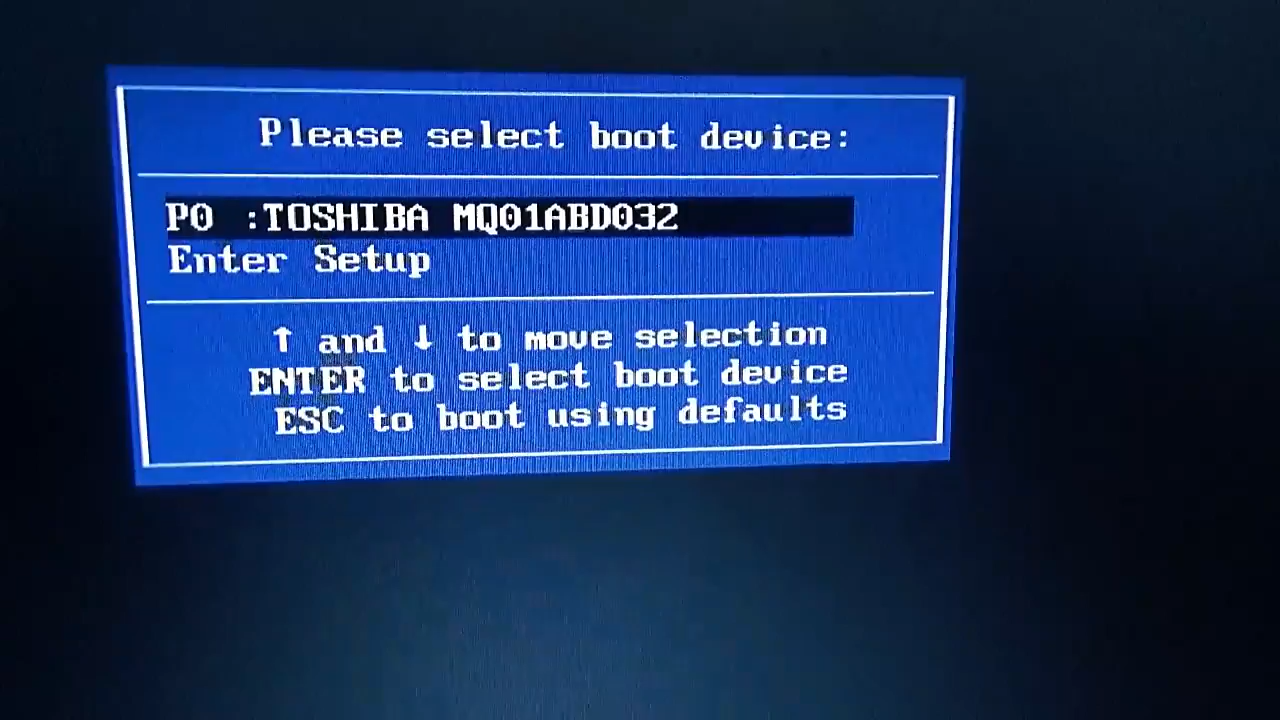 Please select boot device:
P0 :TOSHIBA MQ01ABD032
Enter Setup
↑ and ↓ to move selection
ENTER to select boot device
ESC to boot using defaults